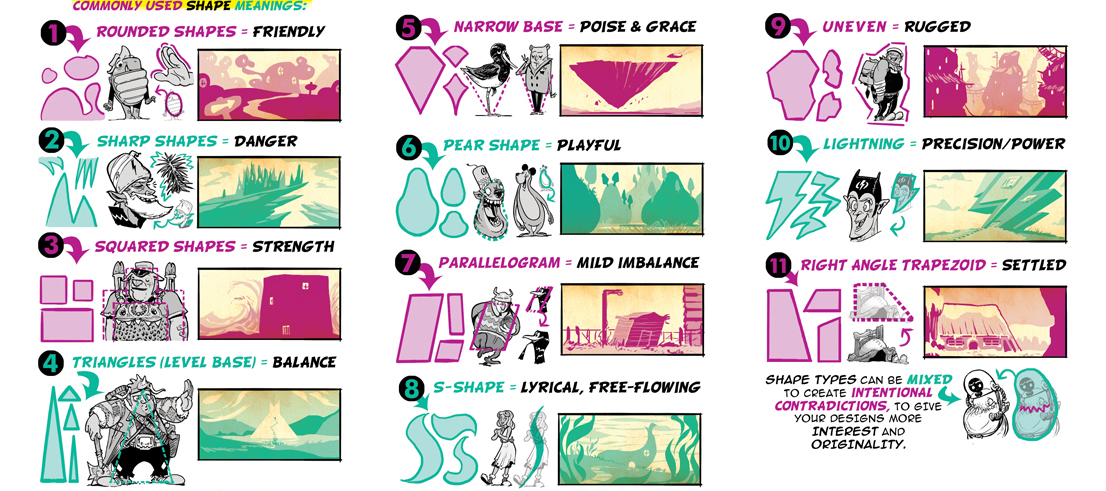 COMMONLY USED SHAPE MEANINGS:
1 ROUNDED SHAPES = FRIENDLY
2 SHARP SHAPES = DANGER
3 SQUARED SHAPES = STRENGTH
4 TRIANGLES (LEVEL BASE) = BALANCE
5 NARROW BASE = POISE & GRACE
6 PEAR SHAPE = PLAYFUL
7 PARALLELOGRAM = MILD IMBALANCE
8 S-SHAPE = LYRICAL, FREE-FLOWING
9 UNEVEN = RUGGED
10 LIGHTNING = PRECISION/POWER
11 RIGHT ANGLE TRAPEZOID = SETTLED
SHAPE TYPES CAN BE MIXED
TO CREATE INTENTIONAL
CONTRADICTIONS, TO GIVE
YOUR DESIGNS MORE
INTEREST AND
ORIGINALITY.